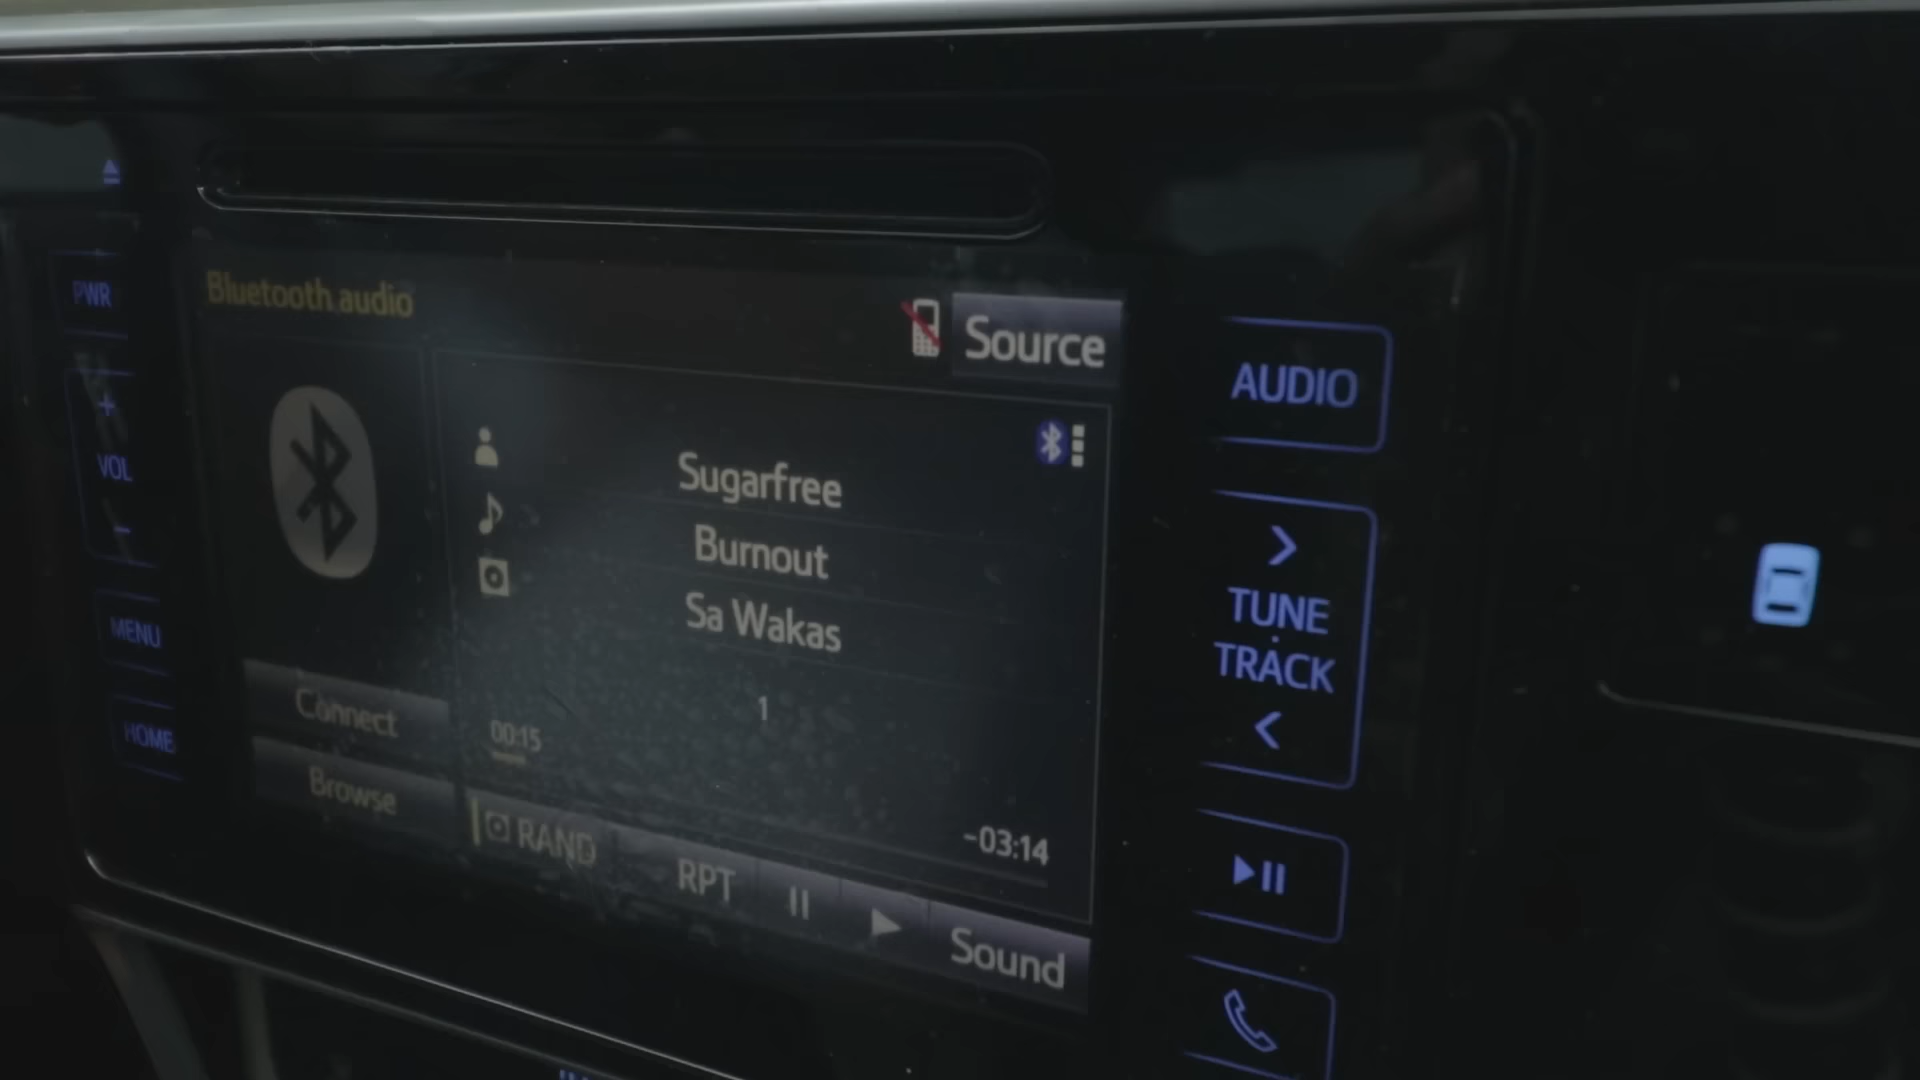 Bluetooth audio
Source
PWR
+
VOL
-
MENU
HOME
AUDIO
Sugarfree
Burnout
Sa Wakas
1
00:15
-03:14
Connect
Browse
RAND
RPT
Sound
>
TUNE
TRACK
<